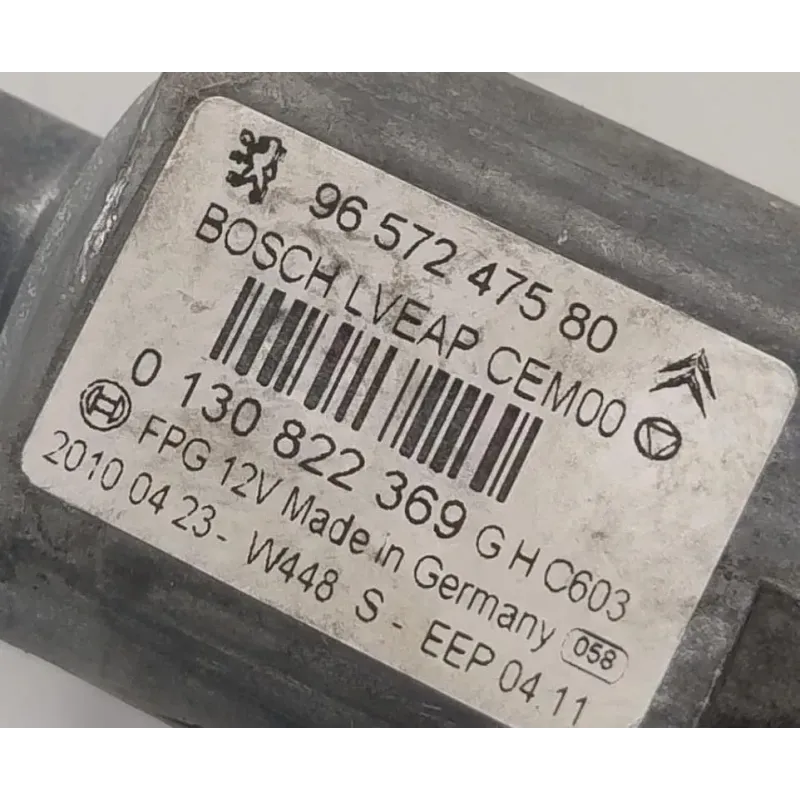 96 572 475 80
BOSCH LVEAP CEM00
0 130 822 369 G H C603
FPG 12V Made in Germany 058
2010 04 23- W448 S - EEP 04.11